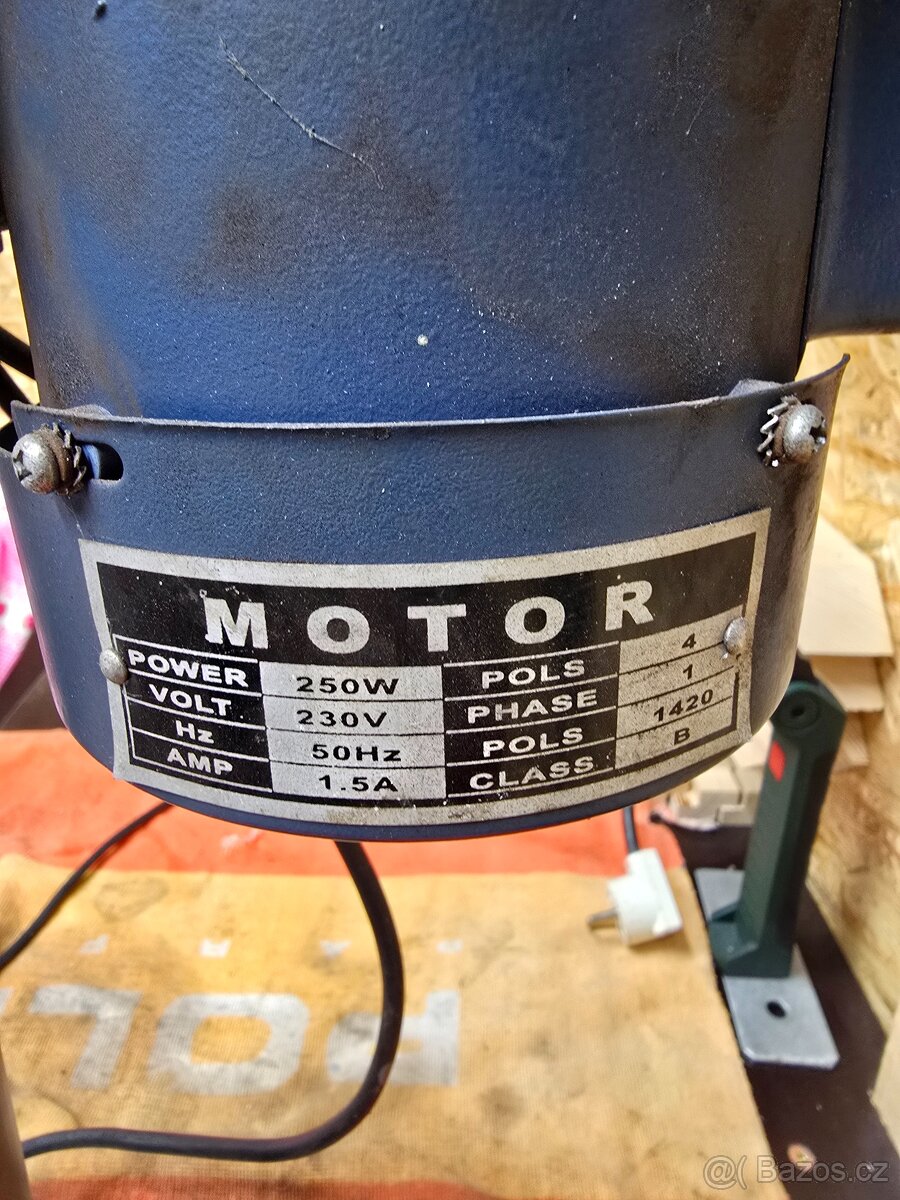 MOTOR
POWER 250W POLS 4
VOLT 230V PHASE 1
Hz 50Hz POLS 1420
AMP 1.5A CLASS B
@( Bazos.cz